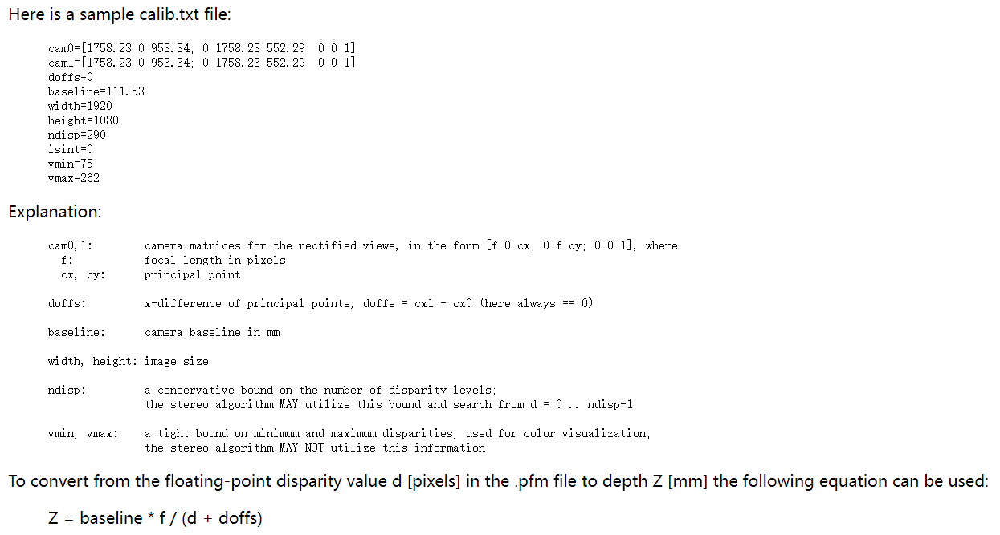 Here is a sample calib.txt file:
cam0=[1758.23 0 953.34; 0 1758.23 552.29; 0 0 1]
cam1=[1758.23 0 953.34; 0 1758.23 552.29; 0 0 1]
doffs=0
baseline=111.53
width=1920
height=1080
ndisp=290
isint=0
vmin=75
vmax=262
Explanation:
cam0,1: camera matrices for the rectified views, in the form [f 0 cx; 0 f cy; 0 0 1], where
f: focal length in pixels
cx, cy: principal point
doffs: x-difference of principal points, doffs = cx1 - cx0 (here always == 0)
baseline: camera baseline in mm
width, height: image size
ndisp: a conservative bound on the number of disparity levels;
the stereo algorithm MAY utilize this bound and search from d = 0 .. ndisp-1
vmin, vmax: a tight bound on minimum and maximum disparities, used for color visualization;
the stereo algorithm MAY NOT utilize this information
To convert from the floating-point disparity value d [pixels] in the .pfm file to depth Z [mm] the following equation can be used:
Z = baseline * f / (d + doffs)